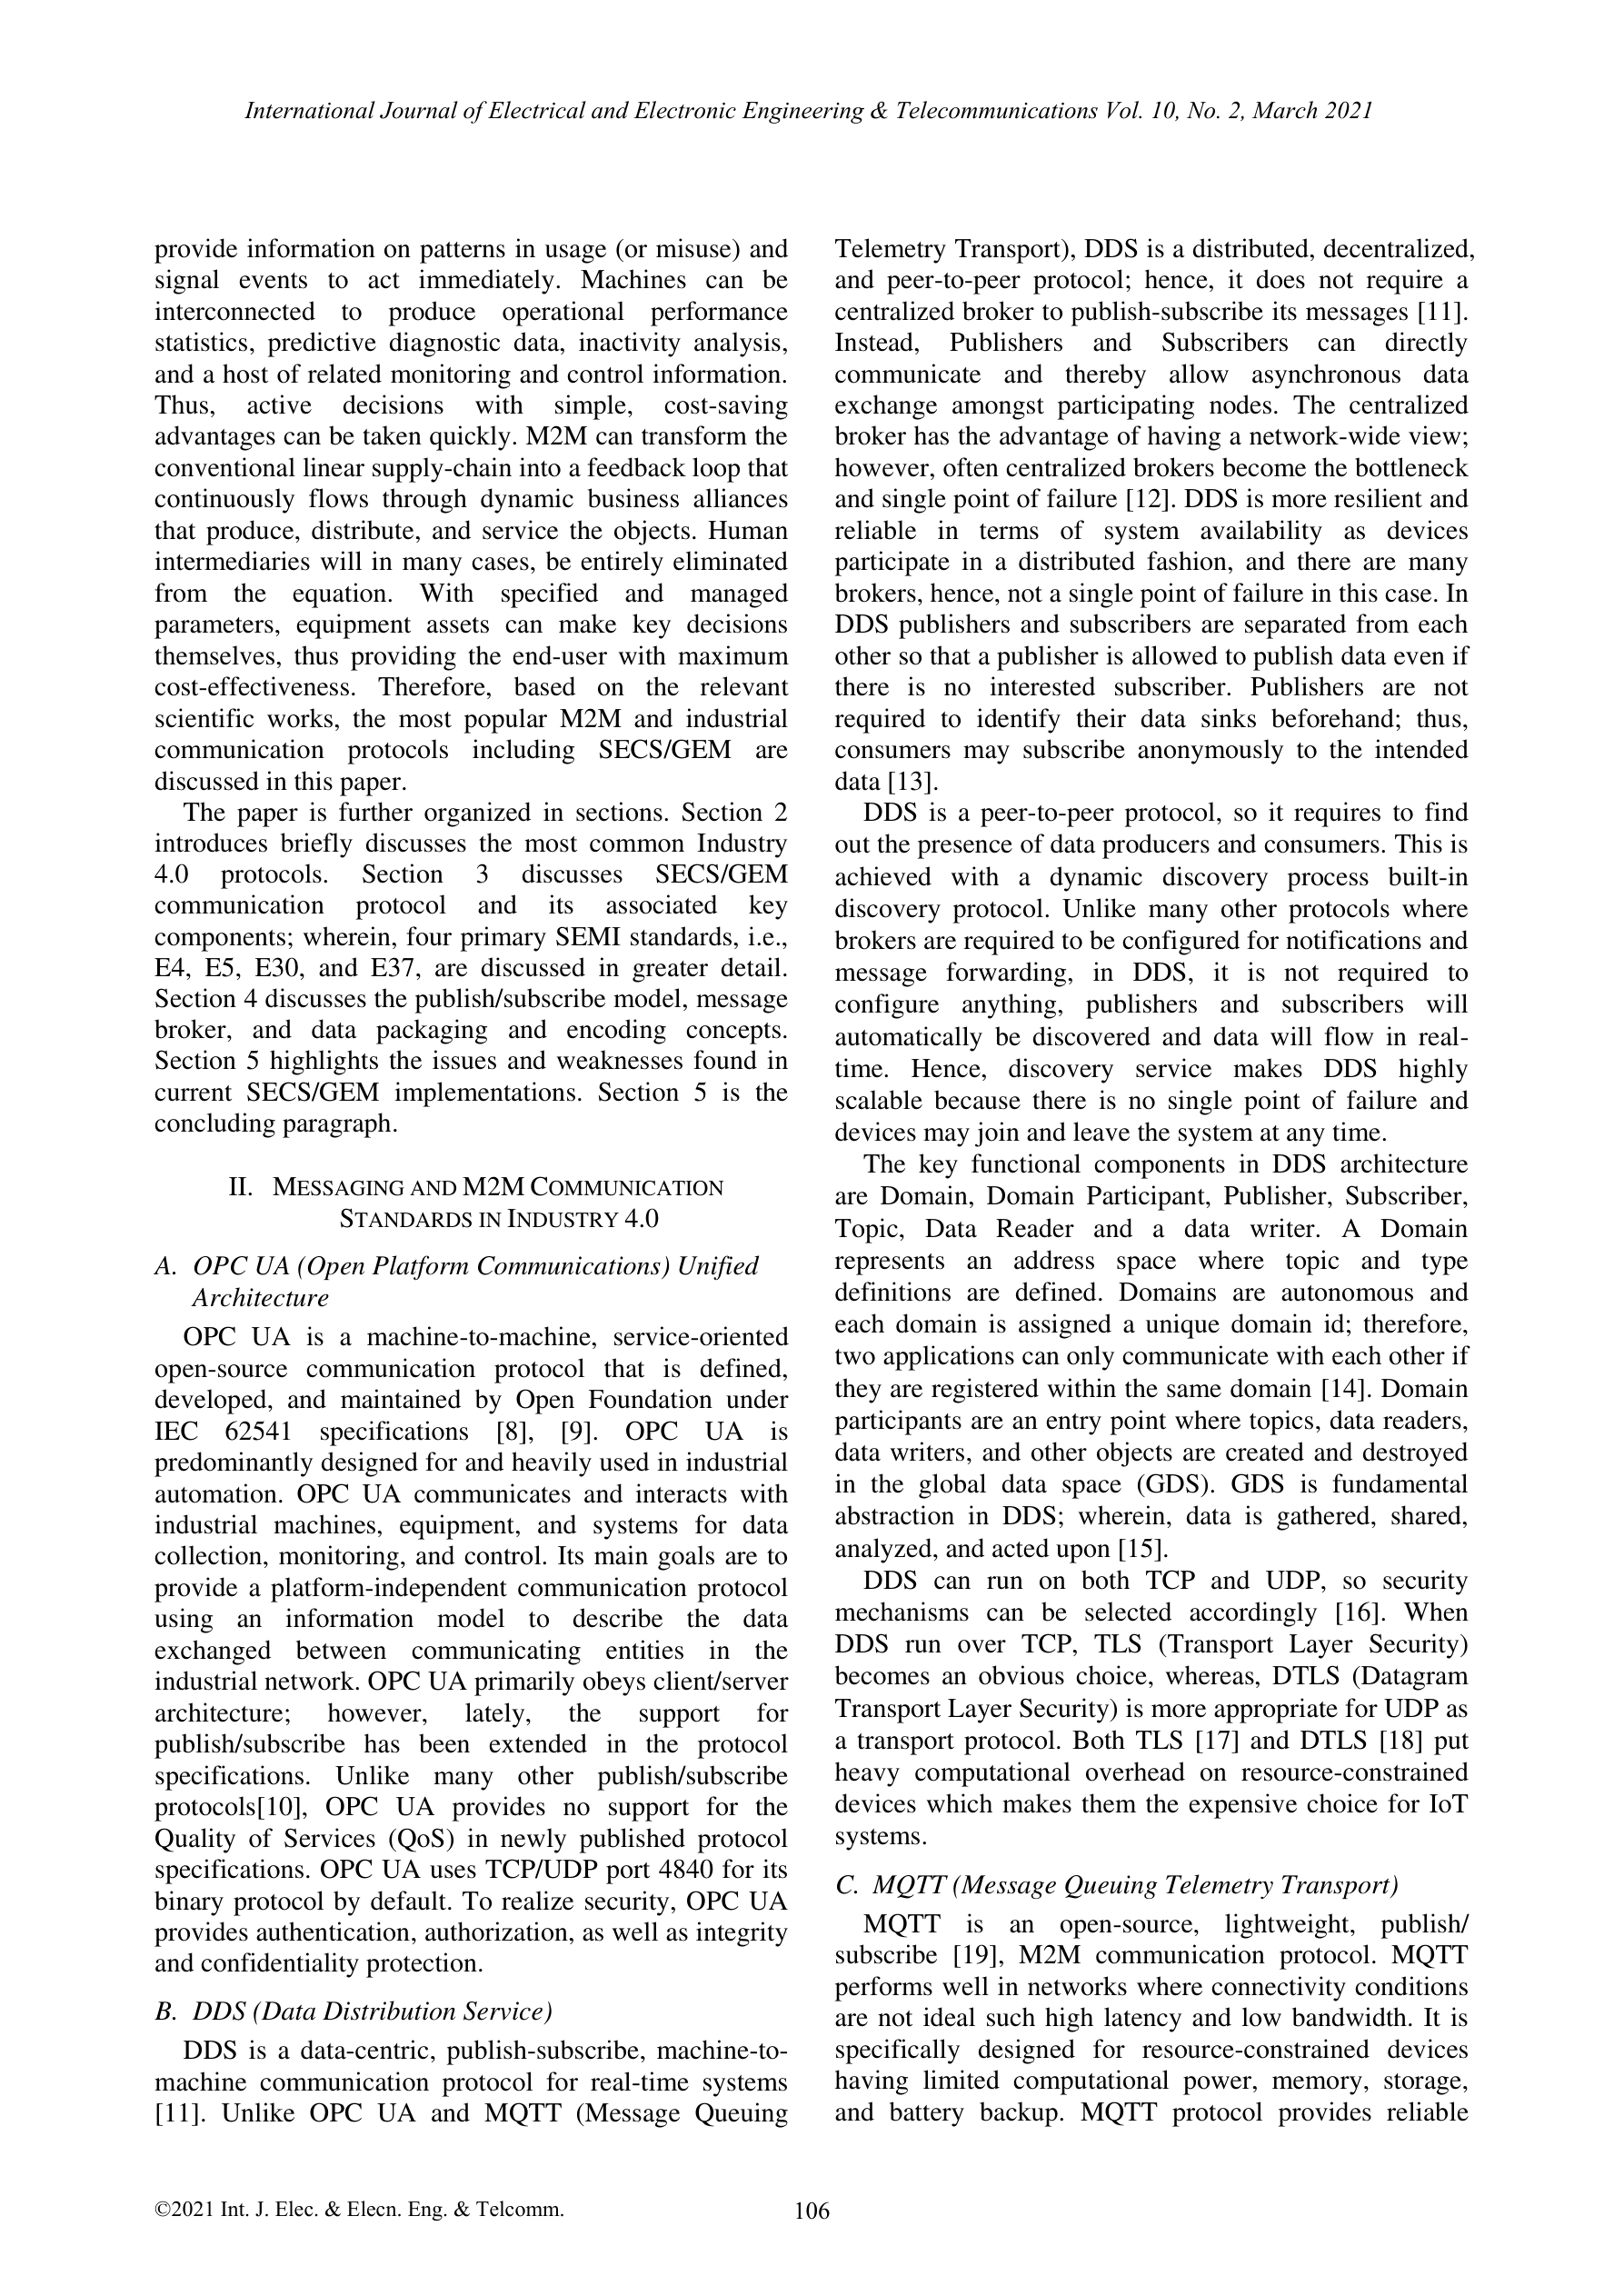 International Journal of Electrical and Electronic Engineering & Telecommunications Vol. 10, No. 2, March 2021
provide information on patterns in usage (or misuse) and
signal events to act immediately. Machines can be
interconnected to produce operational performance
statistics, predictive diagnostic data, inactivity analysis,
and a host of related monitoring and control information.
Thus, active decisions with simple, cost-saving
advantages can be taken quickly. M2M can transform the
conventional linear supply-chain into a feedback loop that
continuously flows through dynamic business alliances
that produce, distribute, and service the objects. Human
intermediaries will in many cases, be entirely eliminated
from the equation. With specified and managed
parameters, equipment assets can make key decisions
themselves, thus providing the end-user with maximum
cost-effectiveness. Therefore, based on the relevant
scientific works, the most popular M2M and industrial
communication protocols including SECS/GEM are
discussed in this paper.
The paper is further organized in sections. Section 2
introduces briefly discusses the most common Industry
4.0 protocols. Section 3 discusses SECS/GEM
communication protocol and its associated key
components; wherein, four primary SEMI standards, i.e.,
E4, E5, E30, and E37, are discussed in greater detail.
Section 4 discusses the publish/subscribe model, message
broker, and data packaging and encoding concepts.
Section 5 highlights the issues and weaknesses found in
current SECS/GEM implementations. Section 5 is the
concluding paragraph.
II. MESSAGING AND M2M COMMUNICATION
STANDARDS IN INDUSTRY 4.0
A. OPC UA (Open Platform Communications) Unified
Architecture
OPC UA is a machine-to-machine, service-oriented
open-source communication protocol that is defined,
developed, and maintained by Open Foundation under
IEC 62541 specifications [8], [9]. OPC UA is
predominantly designed for and heavily used in industrial
automation. OPC UA communicates and interacts with
industrial machines, equipment, and systems for data
collection, monitoring, and control. Its main goals are to
provide a platform-independent communication protocol
using an information model to describe the data
exchanged between communicating entities in the
industrial network. OPC UA primarily obeys client/server
architecture; however, lately, the support for
publish/subscribe has been extended in the protocol
specifications. Unlike many other publish/subscribe
protocols[10], OPC UA provides no support for the
Quality of Services (QoS) in newly published protocol
specifications. OPC UA uses TCP/UDP port 4840 for its
binary protocol by default. To realize security, OPC UA
provides authentication, authorization, as well as integrity
and confidentiality protection.
B. DDS (Data Distribution Service)
DDS is a data-centric, publish-subscribe, machine-to-
machine communication protocol for real-time systems
[11]. Unlike OPC UA and MQTT (Message Queuing
Telemetry Transport), DDS is a distributed, decentralized,
and peer-to-peer protocol; hence, it does not require a
centralized broker to publish-subscribe its messages [11].
Instead, Publishers and Subscribers can directly
communicate and thereby allow asynchronous data
exchange amongst participating nodes. The centralized
broker has the advantage of having a network-wide view;
however, often centralized brokers become the bottleneck
and single point of failure [12]. DDS is more resilient and
reliable in terms of system availability as devices
participate in a distributed fashion, and there are many
brokers, hence, not a single point of failure in this case. In
DDS publishers and subscribers are separated from each
other so that a publisher is allowed to publish data even if
there is no interested subscriber. Publishers are not
required to identify their data sinks beforehand; thus,
consumers may subscribe anonymously to the intended
data [13].
DDS is a peer-to-peer protocol, so it requires to find
out the presence of data producers and consumers. This is
achieved with a dynamic discovery process built-in
discovery protocol. Unlike many other protocols where
brokers are required to be configured for notifications and
message forwarding, in DDS, it is not required to
configure anything, publishers and subscribers will
automatically be discovered and data will flow in real-
time. Hence, discovery service makes DDS highly
scalable because there is no single point of failure and
devices may join and leave the system at any time.
The key functional components in DDS architecture
are Domain, Domain Participant, Publisher, Subscriber,
Topic, Data Reader and a data writer. A Domain
represents an address space where topic and type
definitions are defined. Domains are autonomous and
each domain is assigned a unique domain id; therefore,
two applications can only communicate with each other if
they are registered within the same domain [14]. Domain
participants are an entry point where topics, data readers,
data writers, and other objects are created and destroyed
in the global data space (GDS). GDS is fundamental
abstraction in DDS; wherein, data is gathered, shared,
analyzed, and acted upon [15].
DDS can run on both TCP and UDP, so security
mechanisms can be selected accordingly [16]. When
DDS run over TCP, TLS (Transport Layer Security)
becomes an obvious choice, whereas, DTLS (Datagram
Transport Layer Security) is more appropriate for UDP as
a transport protocol. Both TLS [17] and DTLS [18] put
heavy computational overhead on resource-constrained
devices which makes them the expensive choice for IoT
systems.
C. MQTT (Message Queuing Telemetry Transport)
MQTT is an open-source, lightweight, publish/
subscribe [19], M2M communication protocol. MQTT
performs well in networks where connectivity conditions
are not ideal such high latency and low bandwidth. It is
specifically designed for resource-constrained devices
having limited computational power, memory, storage,
and battery backup. MQTT protocol provides reliable
©2021 Int. J. Elec. & Elecn. Eng. & Telcomm.
106